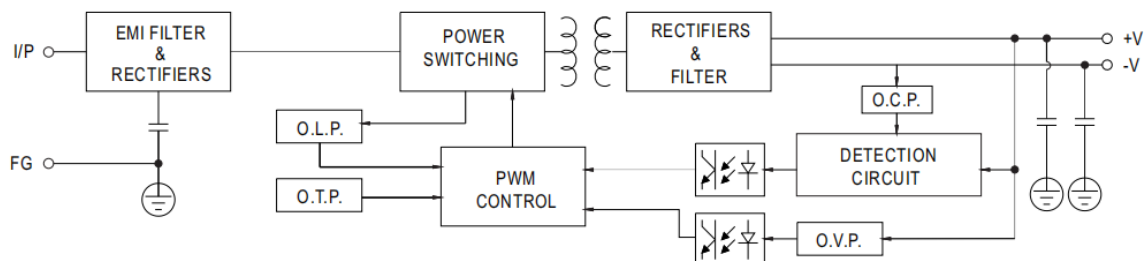 I/P
EMI FILTER
&
RECTIFIERS
POWER
SWITCHING
RECTIFIERS
&
FILTER
+V
-V
O.C.P.
O.L.P.
FG
PWM
CONTROL
DETECTION
CIRCUIT
O.T.P.
O.V.P.